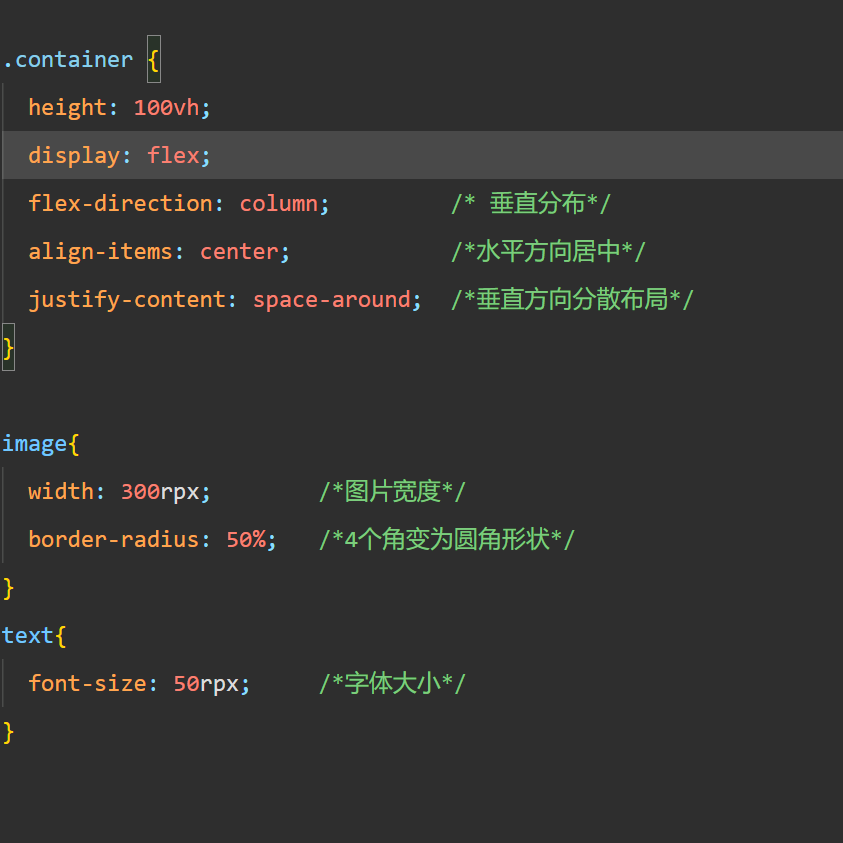 .container {
  height: 100vh;
  display: flex;
  flex-direction: column;         /* 垂直分布*/
  align-items: center;            /*水平方向居中*/
  justify-content: space-around;  /*垂直方向分散布局*/
}
image{
  width: 300rpx;        /*图片宽度*/
  border-radius: 50%;   /*4个角变为圆角形状*/
}
text{
  font-size: 50rpx;     /*字体大小*/
}